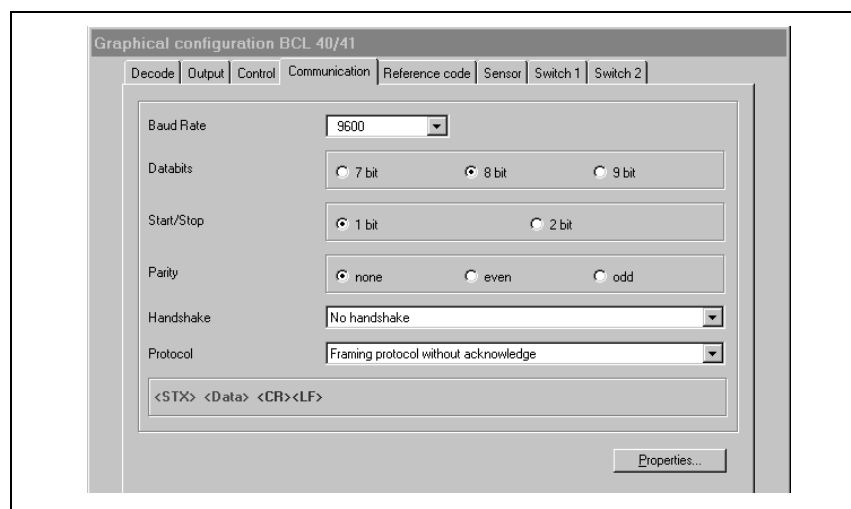 Graphical configuration BCL 40/41
Decode Output Control Communication Reference code Sensor Switch 1 Switch 2
Baud Rate 9600
Databits 7 bit 8 bit 9 bit
Start/Stop 1 bit 2 bit
Parity none even odd
Handshake No handshake
Protocol Framing protocol without acknowledge
<STX> <Data> <CR><LF>
Properties...